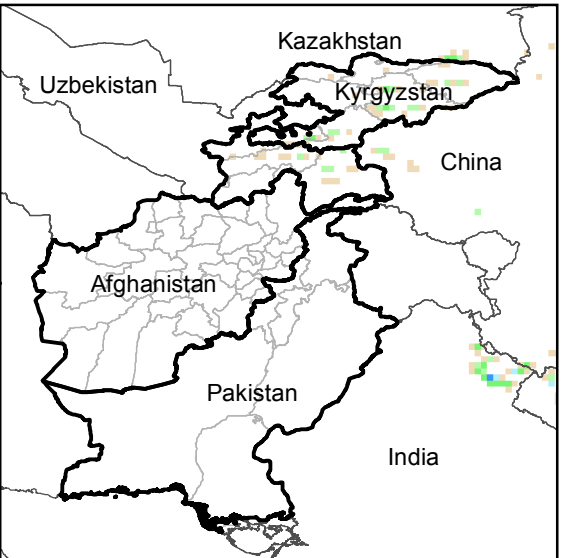 Kazakhstan
Uzbekistan
Kyrgyzstan
China
Afghanistan
Pakistan
India